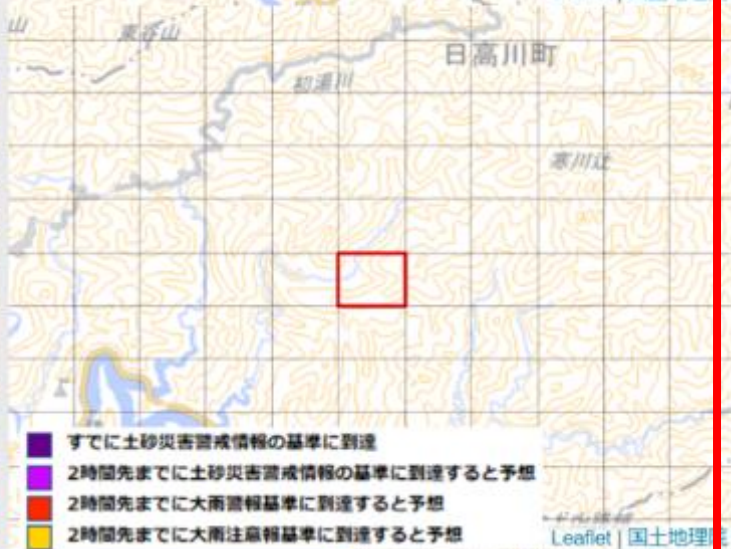 山
日高川町
初湯川
寒川辻
すでに土砂災害警戒情報の基準に到達
2時間先までに土砂災害警戒情報の基準に到達すると予想
2時間先までに大雨警報基準に到達すると予想
2時間先までに大雨注意報基準に到達すると予想
Leaflet | 国土地理院